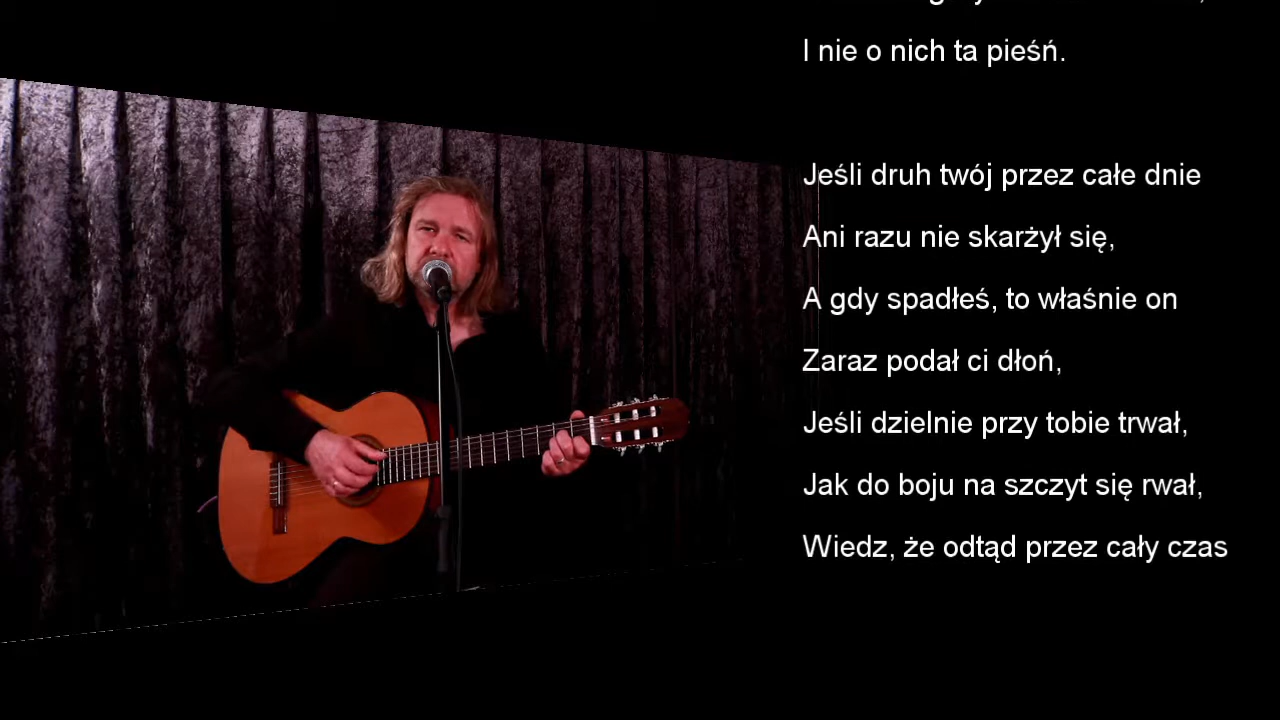 I nie o nich ta pieśń.
Jeśli druh twój przez całe dnie
Ani razu nie skarżył się,
A gdy spadłeś, to właśnie on
Zaraz podał ci dłoń,
Jeśli dzielnie przy tobie trwał,
Jak do boju na szczyt się rwał,
Wiedz, że odtąd przez cały czas